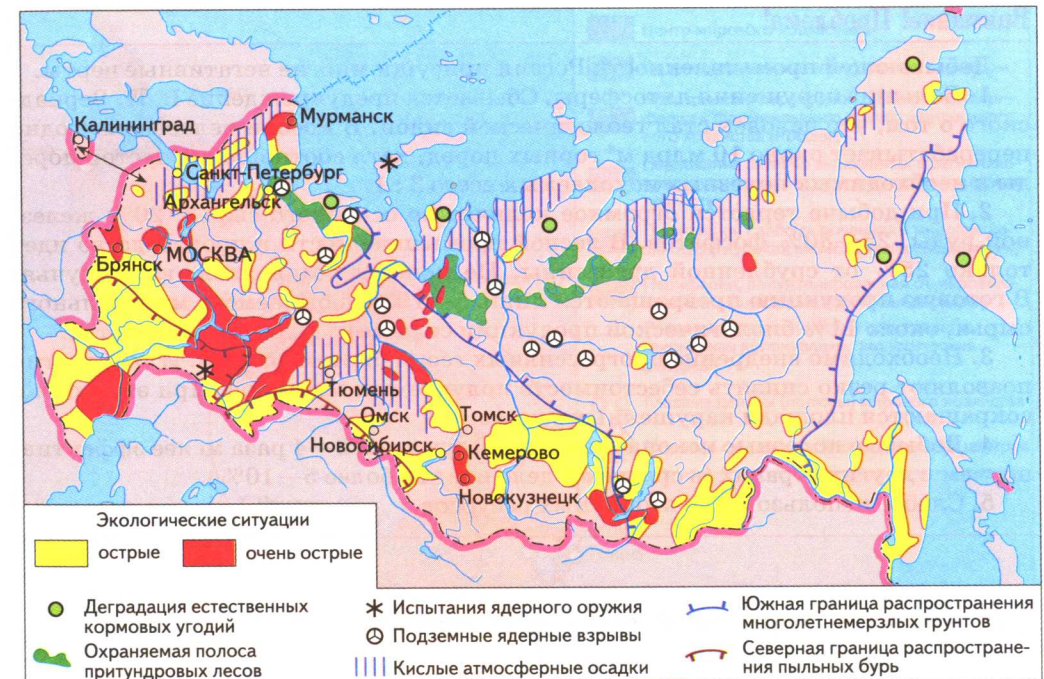 Калининград
Мурманск
Санкт-Петербург
Архангельск
МОСКВА
Брянск
Тюмень
Омск
Томск
Новосибирск
Кемерово
Новокузнецк
Экологические ситуации
острые
очень острые
Деградация естественных
кормовых угодий
Охраняемая полоса
притундровых лесов
Испытания ядерного оружия
Подземные ядерные взрывы
Кислые атмосферные осадки
Южная граница распространения
многолетнемерзлых грунтов
Северная граница распростране-
ния пыльных бурь